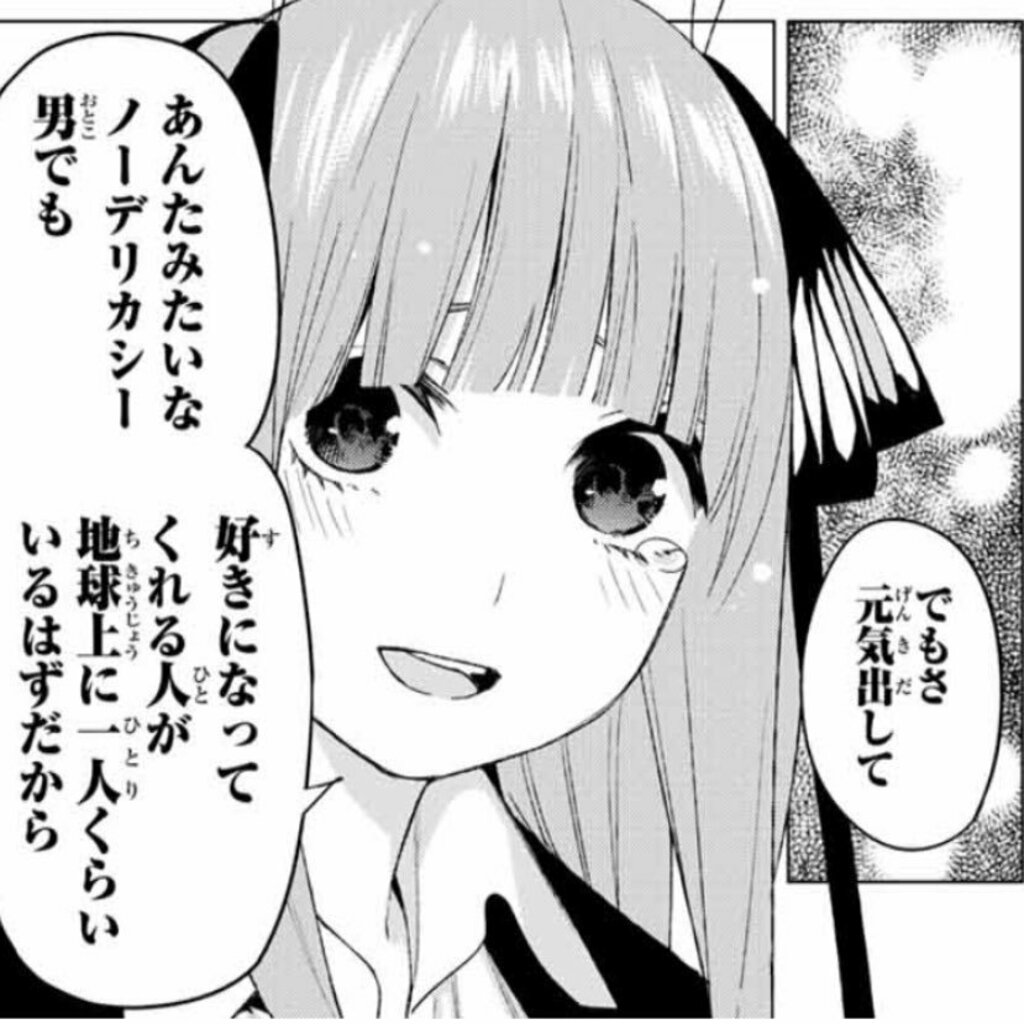 でもさ
元気出して
あんたみたいな
ノーデリカシー
男でも
好きになって
くれる人が
地球上に一人くらい
いるはずだから